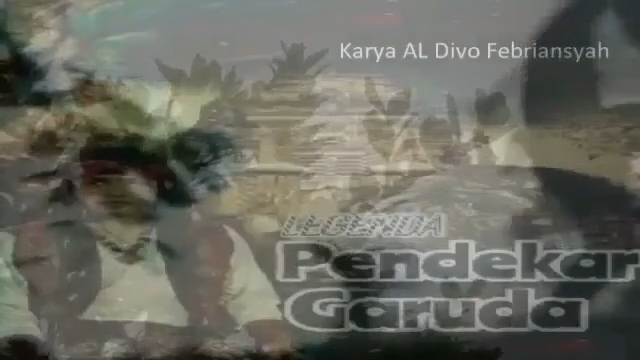 Karya AL Divo Febriansyah
LEGENDA
Pendekar
Garuda